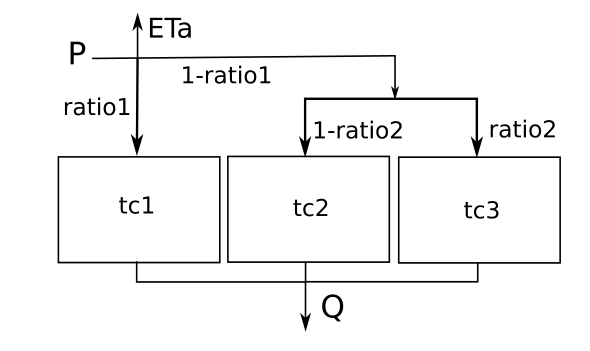 ETa
P
1-ratio1
ratio1
1-ratio2
ratio2
tc1
tc2
tc3
Q